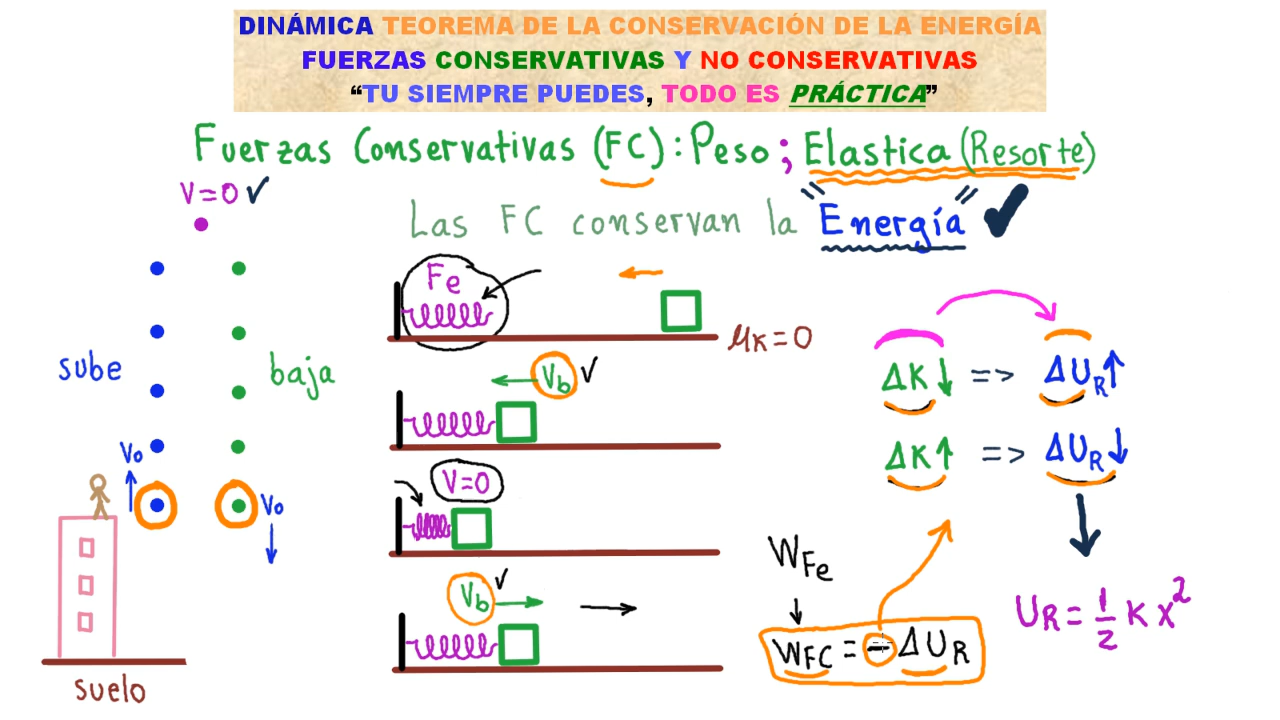 DINÁMICA TEOREMA DE LA CONSERVACIÓN DE LA ENERGÍA
FUERZAS CONSERVATIVAS Y NO CONSERVATIVAS
“TU SIEMPRE PUEDES, TODO ES PRÁCTICA”
Fuerzas Conservativas (FC): Peso; Elastica (Resorte)
V=0 ✓
Las FC conservan la "Energía" ✓
Fe
μK=0
sube
baja
Vb ✓
ΔK↓ => ΔUR↑
ΔK↑ => ΔUR↓
Vo
Vo
V=0
WFe
Vb ✓
WFC = -ΔUR
UR = 1/2 K x²
suelo